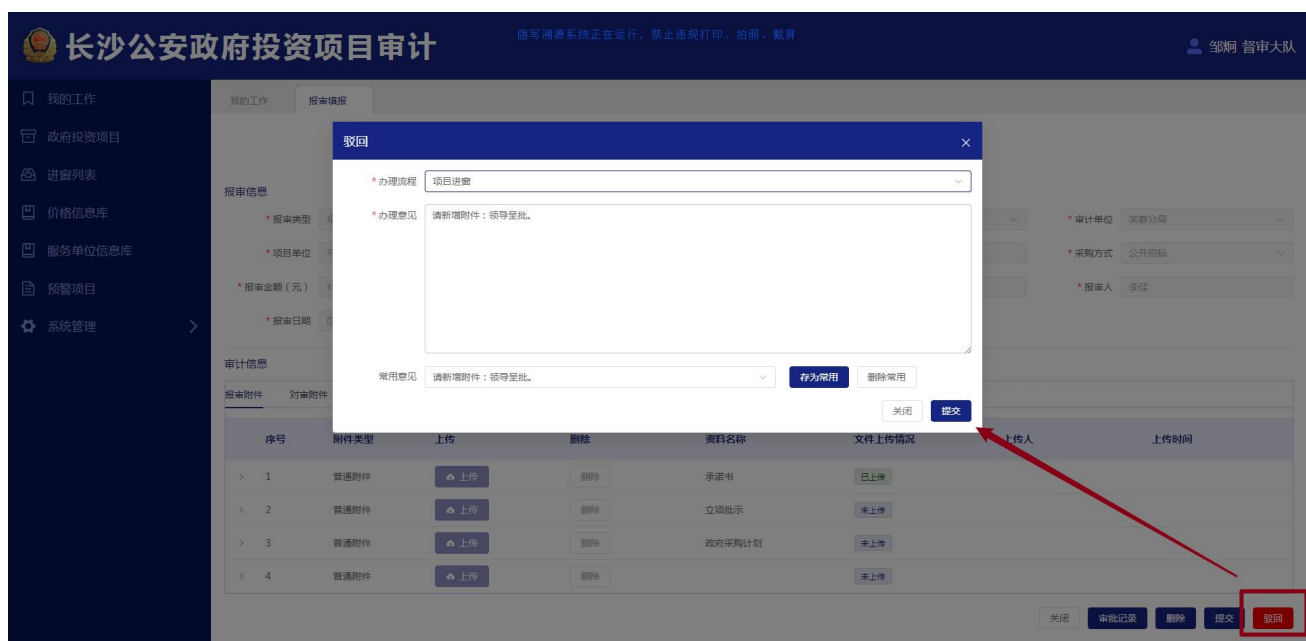 长沙公安政府投资项目审计
隐写溯源系统正在运行、禁止违规打印、拍照、截屏
邹炯 督审大队
我的工作
政府投资项目
进窗列表
价格信息库
服务单位信息库
预警项目
系统管理
我的工作 报审填报
驳回
* 办理流程 项目进窗
* 办理意见 请新增附件：领导呈批。
常用意见 请新增附件：领导呈批。 存为常用 删除常用
关闭 提交
报审信息
* 报审类型 * 审计单位 芙蓉分局
* 项目单位 * 采购方式 公开招标
* 报审金额（元） * 报审人 李佳
* 报审日期
审计信息
报审附件 对审附件
序号 附件类型 上传 删除 资料名称 文件上传情况 上传人 上传时间
1 普通附件 上传 删除 承诺书 已上传
2 普通附件 上传 删除 立项批示 未上传
3 普通附件 上传 删除 政府采购计划 未上传
4 普通附件 上传 删除 未上传
关闭 审批记录 删除 提交 驳回